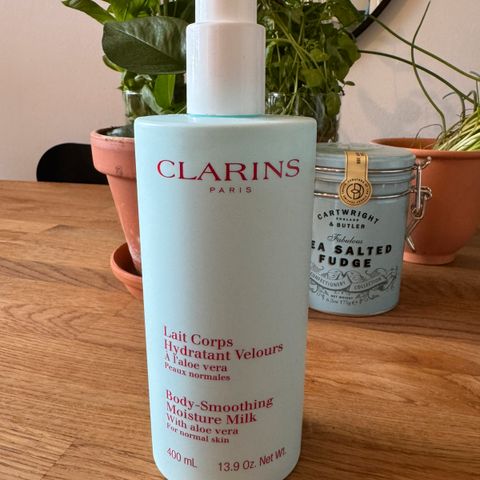 CLARINS
PARIS
Lait Corps
Hydratant Velours
A l'aloe vera
Peaux normales
Body-Smoothing
Moisture Milk
With aloe vera
For normal skin
400 mL 13.9 Oz. Net Wt.
CARTWRIGHT
& BUTLER
Fabulous
EA SALTED
FUDGE